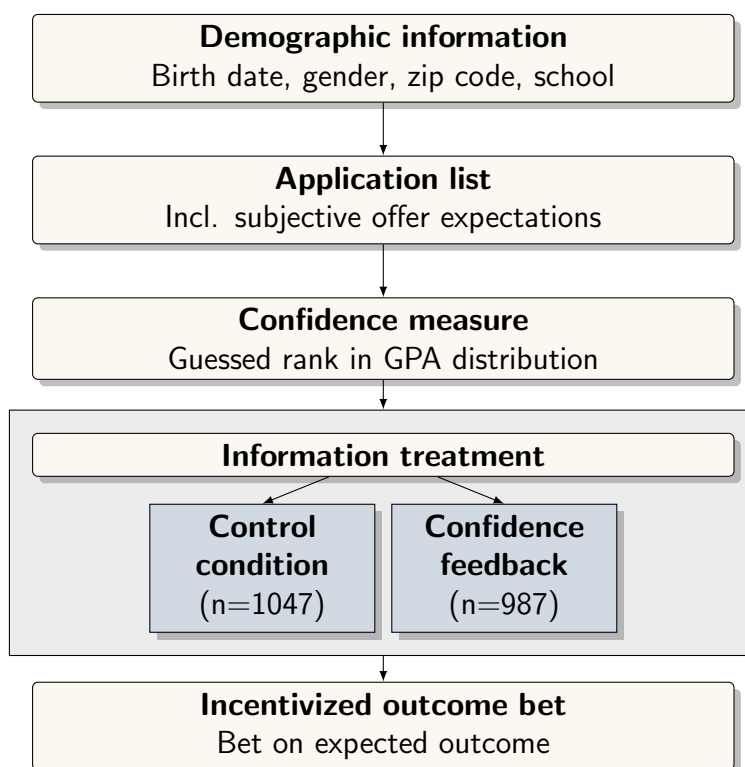 Demographic information
Birth date, gender, zip code, school
Application list
Incl. subjective offer expectations
Confidence measure
Guessed rank in GPA distribution
Information treatment
Control
condition
(n=1047)
Confidence
feedback
(n=987)
Incentivized outcome bet
Bet on expected outcome